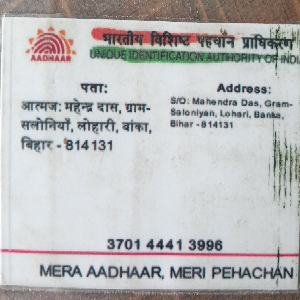 भारतीय विशिष्ट पहचान प्राधिकरण
AADHAAR
UNIQUE IDENTIFICATION AUTHORITY OF INDI
पता:
आत्मज: महेन्द्र दास, ग्राम-
सलोनियाँ, लोहारी, बांका,
बिहार - 814131
Address:
S/O: Mahendra Das, Gram-
Saloniyan, Lohari, Banka,
Bihar - 814131
3701 4441 3996
MERA AADHAAR, MERI PEHACHAN